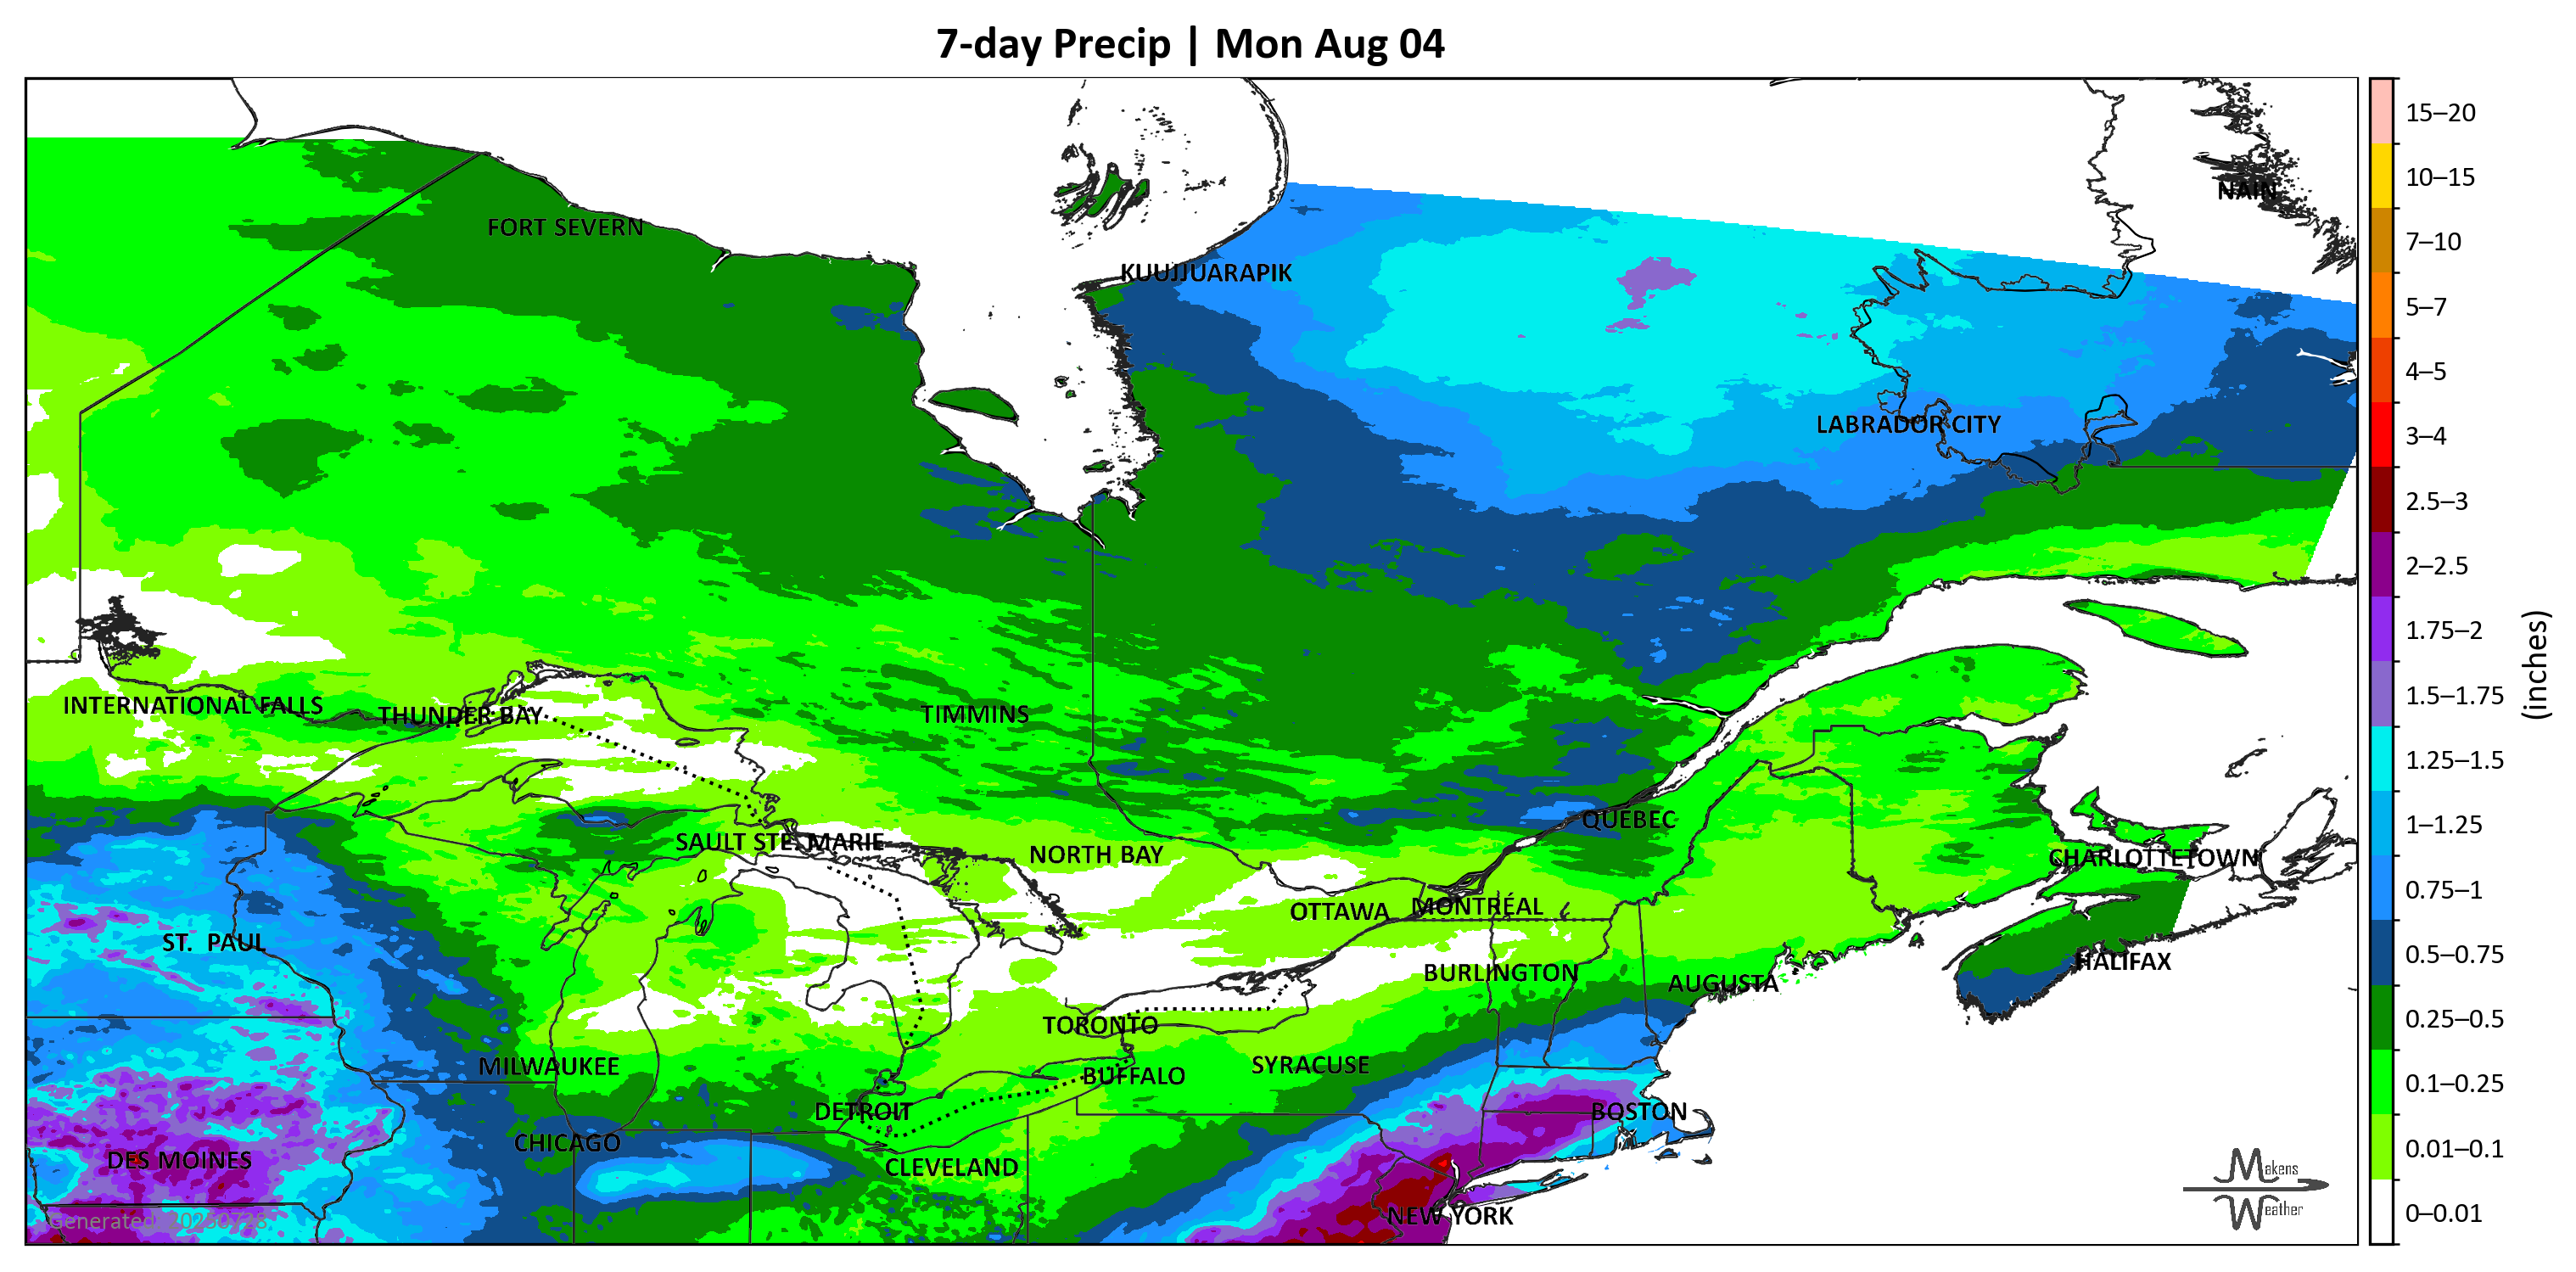 7-day Precip | Mon Aug 04
NAIN
FORT SEVERN
KUUJJUARAPIK
LABRADOR CITY
INTERNATIONAL FALLS
THUNDER BAY
TIMMINS
QUÉBEC
SAULT STE. MARIE
NORTH BAY
CHARLOTTETOWN
OTTAWA
MONTRÉAL
ST. PAUL
HALIFAX
BURLINGTON
AUGUSTA
TORONTO
MILWAUKEE
SYRACUSE
BUFFALO
DETROIT
BOSTON
CHICAGO
DES MOINES
CLEVELAND
NEW YORK
Generated: 20250728
Makens
Weather
15–20
10–15
7–10
5–7
4–5
3–4
2.5–3
2–2.5
1.75–2
1.5–1.75
1.25–1.5
1–1.25
0.75–1
0.5–0.75
0.25–0.5
0.1–0.25
0.01–0.1
0–0.01
(inches)